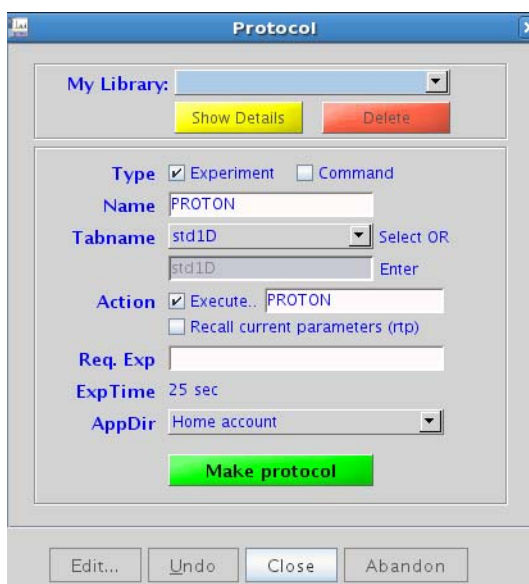 Protocol
My Library:
Show Details Delete
Type Experiment Command
Name PROTON
Tabname std1D Select OR
std1D Enter
Action Execute.. PROTON
Recall current parameters (rtp)
Req. Exp
ExpTime 25 sec
AppDir Home account
Make protocol
Edit... Undo Close Abandon